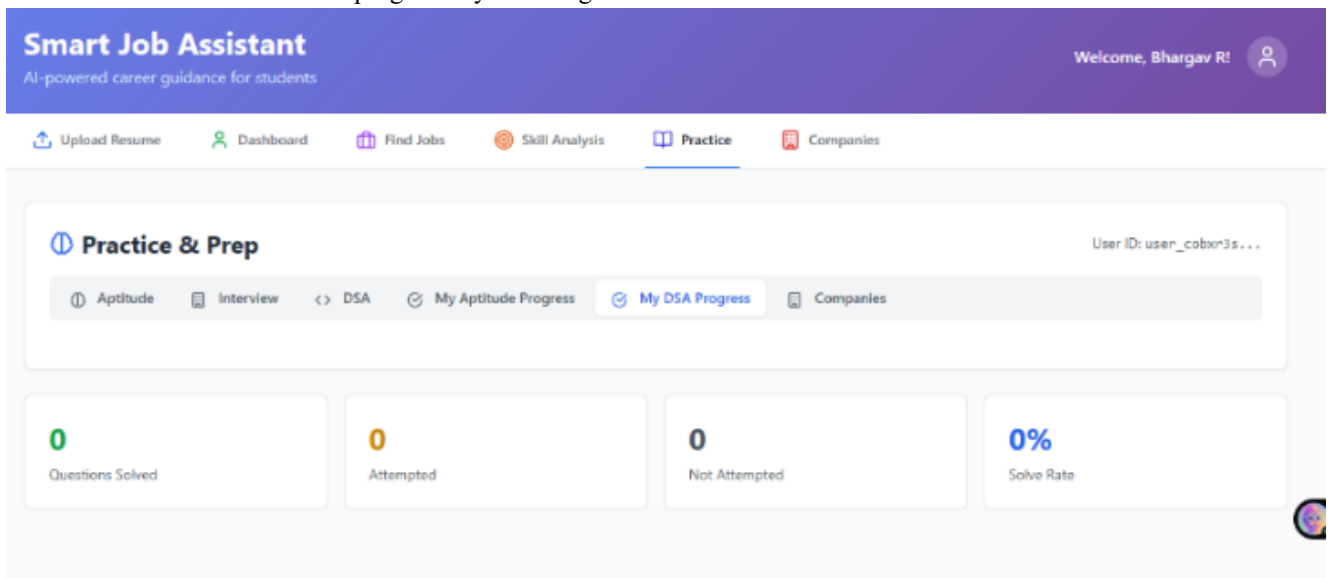 Smart Job Assistant
AI-powered career guidance for students
Welcome, Bhargav R!
Upload Resume Dashboard Find Jobs Skill Analysis Practice Companies
Practice & Prep
User ID: user_cobxr3s...
Aptitude Interview <> DSA My Aptitude Progress My DSA Progress Companies
0 0 0 0%
Questions Solved Attempted Not Attempted Solve Rate